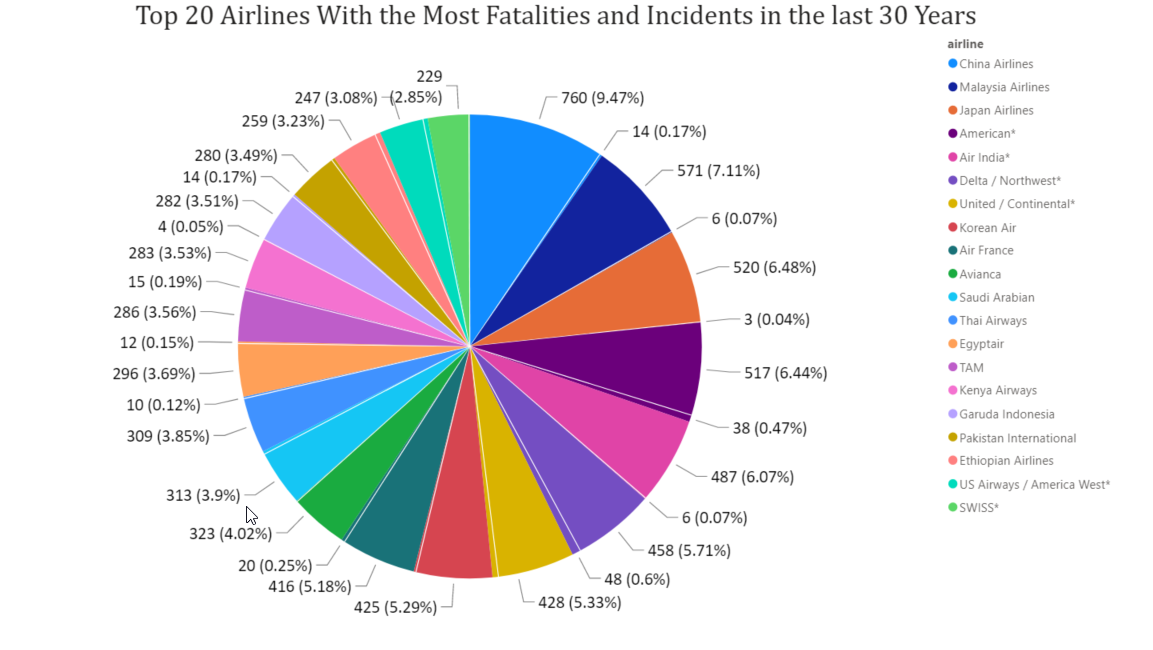 Top 20 Airlines With the Most Fatalities and Incidents in the last 30 Years
229
(2.85%)
760 (9.47%)
14 (0.17%)
571 (7.11%)
6 (0.07%)
520 (6.48%)
3 (0.04%)
517 (6.44%)
38 (0.47%)
487 (6.07%)
6 (0.07%)
458 (5.71%)
48 (0.6%)
428 (5.33%)
425 (5.29%)
416 (5.18%)
20 (0.25%)
323 (4.02%)
313 (3.9%)
309 (3.85%)
10 (0.12%)
296 (3.69%)
12 (0.15%)
286 (3.56%)
15 (0.19%)
283 (3.53%)
4 (0.05%)
282 (3.51%)
14 (0.17%)
280 (3.49%)
259 (3.23%)
247 (3.08%)
airline
China Airlines
Malaysia Airlines
Japan Airlines
American*
Air India*
Delta / Northwest*
United / Continental*
Korean Air
Air France
Avianca
Saudi Arabian
Thai Airways
Egyptair
TAM
Kenya Airways
Garuda Indonesia
Pakistan International
Ethiopian Airlines
US Airways / America West*
SWISS*